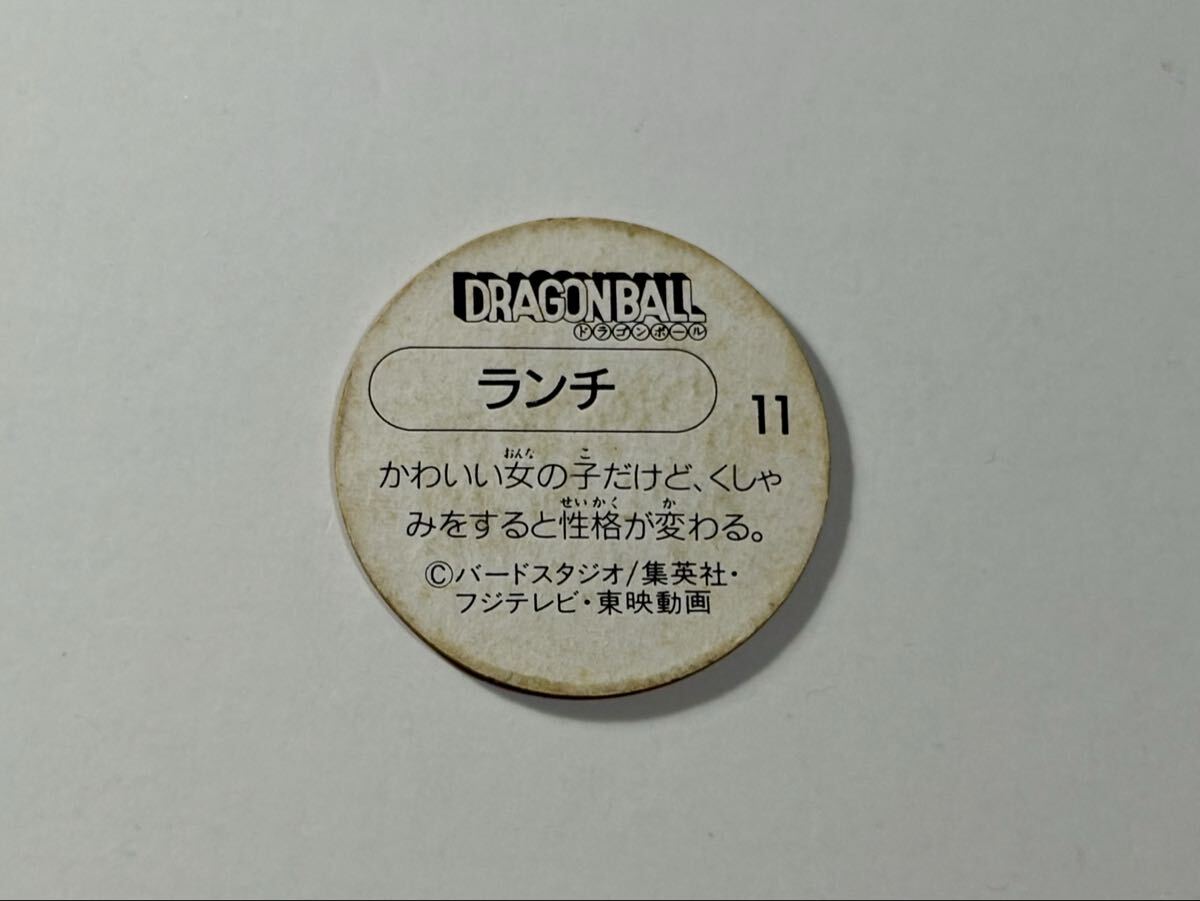 DRAGONBALL
ドラゴンボール
ランチ
11
かわいい女の子だけど、くしゃ
みをすると性格が変わる。
©バードスタジオ/集英社・
フジテレビ・東映動画